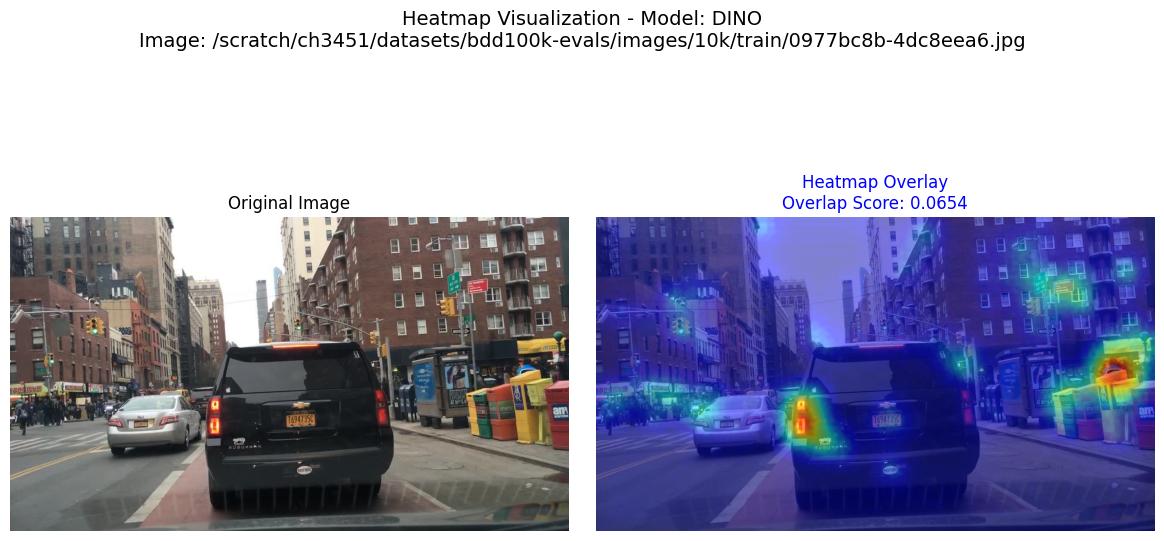 Heatmap Visualization - Model: DINO
Image: /scratch/ch3451/datasets/bdd100k-evals/images/10k/train/0977bc8b-4dc8eea6.jpg
Original Image
Heatmap Overlay
Overlap Score: 0.0654
SUBURBAN